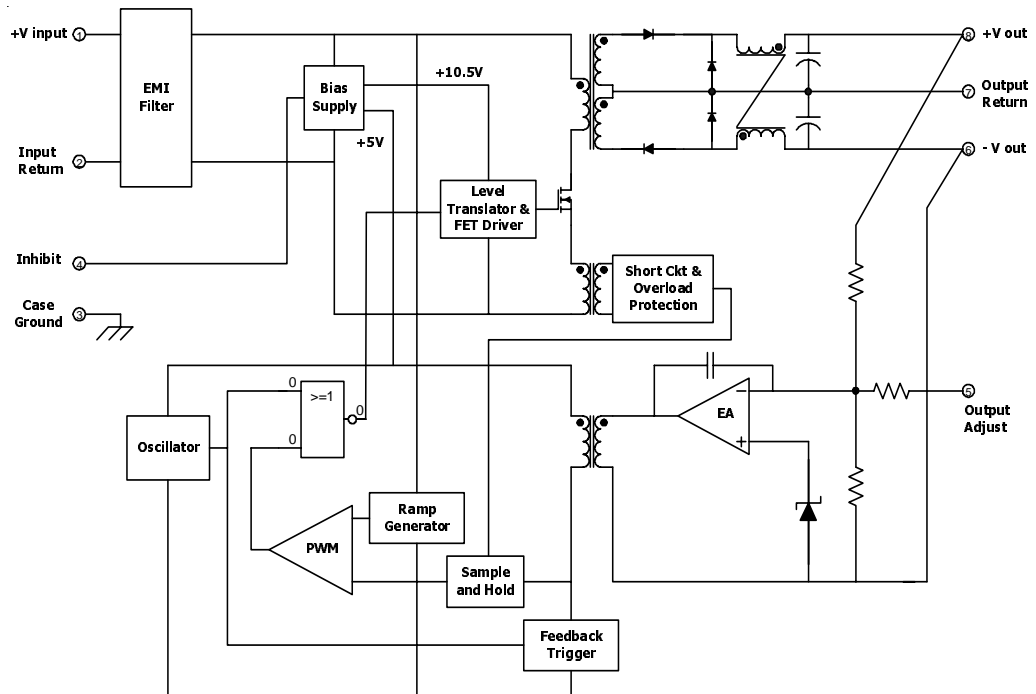 +V input
1
EMI
Filter
Bias
Supply
+10.5V
+5V
8
+V out
7
Output
Return
6
- V out
Input
Return
2
Level
Translator &
FET Driver
Inhibit
4
Short Ckt &
Overload
Protection
Case
Ground
3
0
>=1
0
0
Oscillator
EA
−
+
5
Output
Adjust
Ramp
Generator
PWM
Sample
and Hold
Feedback
Trigger